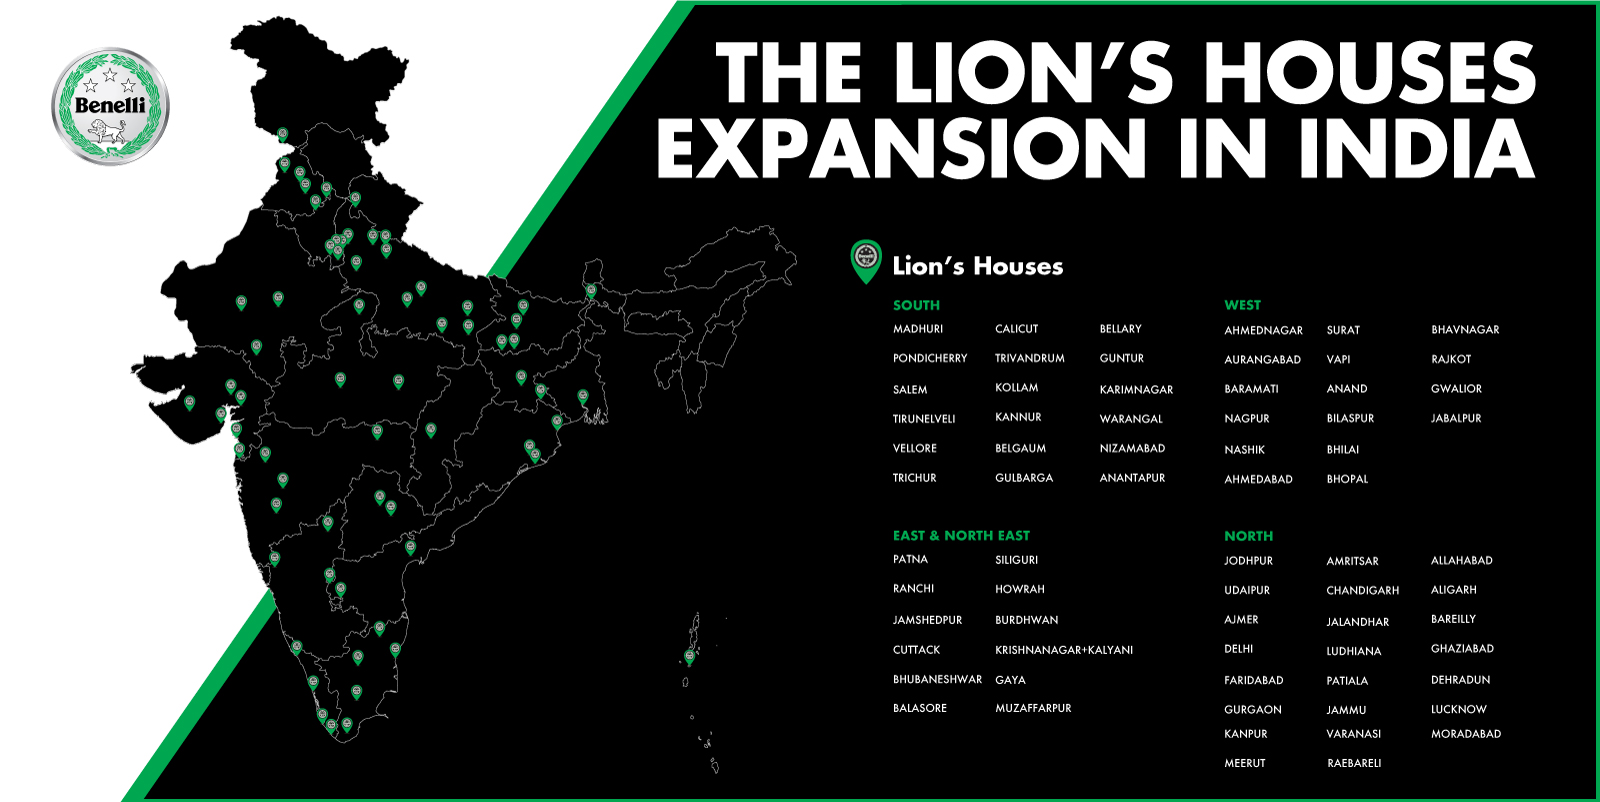 Benelli
THE LION'S HOUSES
EXPANSION IN INDIA
Lion's Houses
SOUTH
MADHURI CALICUT BELLARY
PONDICHERRY TRIVANDRUM GUNTUR
SALEM KOLLAM KARIMNAGAR
TIRUNELVELI KANNUR WARANGAL
VELLORE BELGAUM NIZAMABAD
TRICHUR GULBARGA ANANTAPUR
WEST
AHMEDNAGAR SURAT BHAVNAGAR
AURANGABAD VAPI RAJKOT
BARAMATI ANAND GWALIOR
NAGPUR BILASPUR JABALPUR
NASHIK BHILAI
AHMEDABAD BHOPAL
EAST & NORTH EAST
PATNA SILIGURI
RANCHI HOWRAH
JAMSHEDPUR BURDHWAN
CUTTACK KRISHNANAGAR+KALYANI
BHUBANESHWAR GAYA
BALASORE MUZAFFARPUR
NORTH
JODHPUR AMRITSAR ALLAHABAD
UDAIPUR CHANDIGARH ALIGARH
AJMER JALANDHAR BAREILLY
DELHI LUDHIANA GHAZIABAD
FARIDABAD PATIALA DEHRADUN
GURGAON JAMMU LUCKNOW
KANPUR VARANASI MORADABAD
MEERUT RAEBARELI